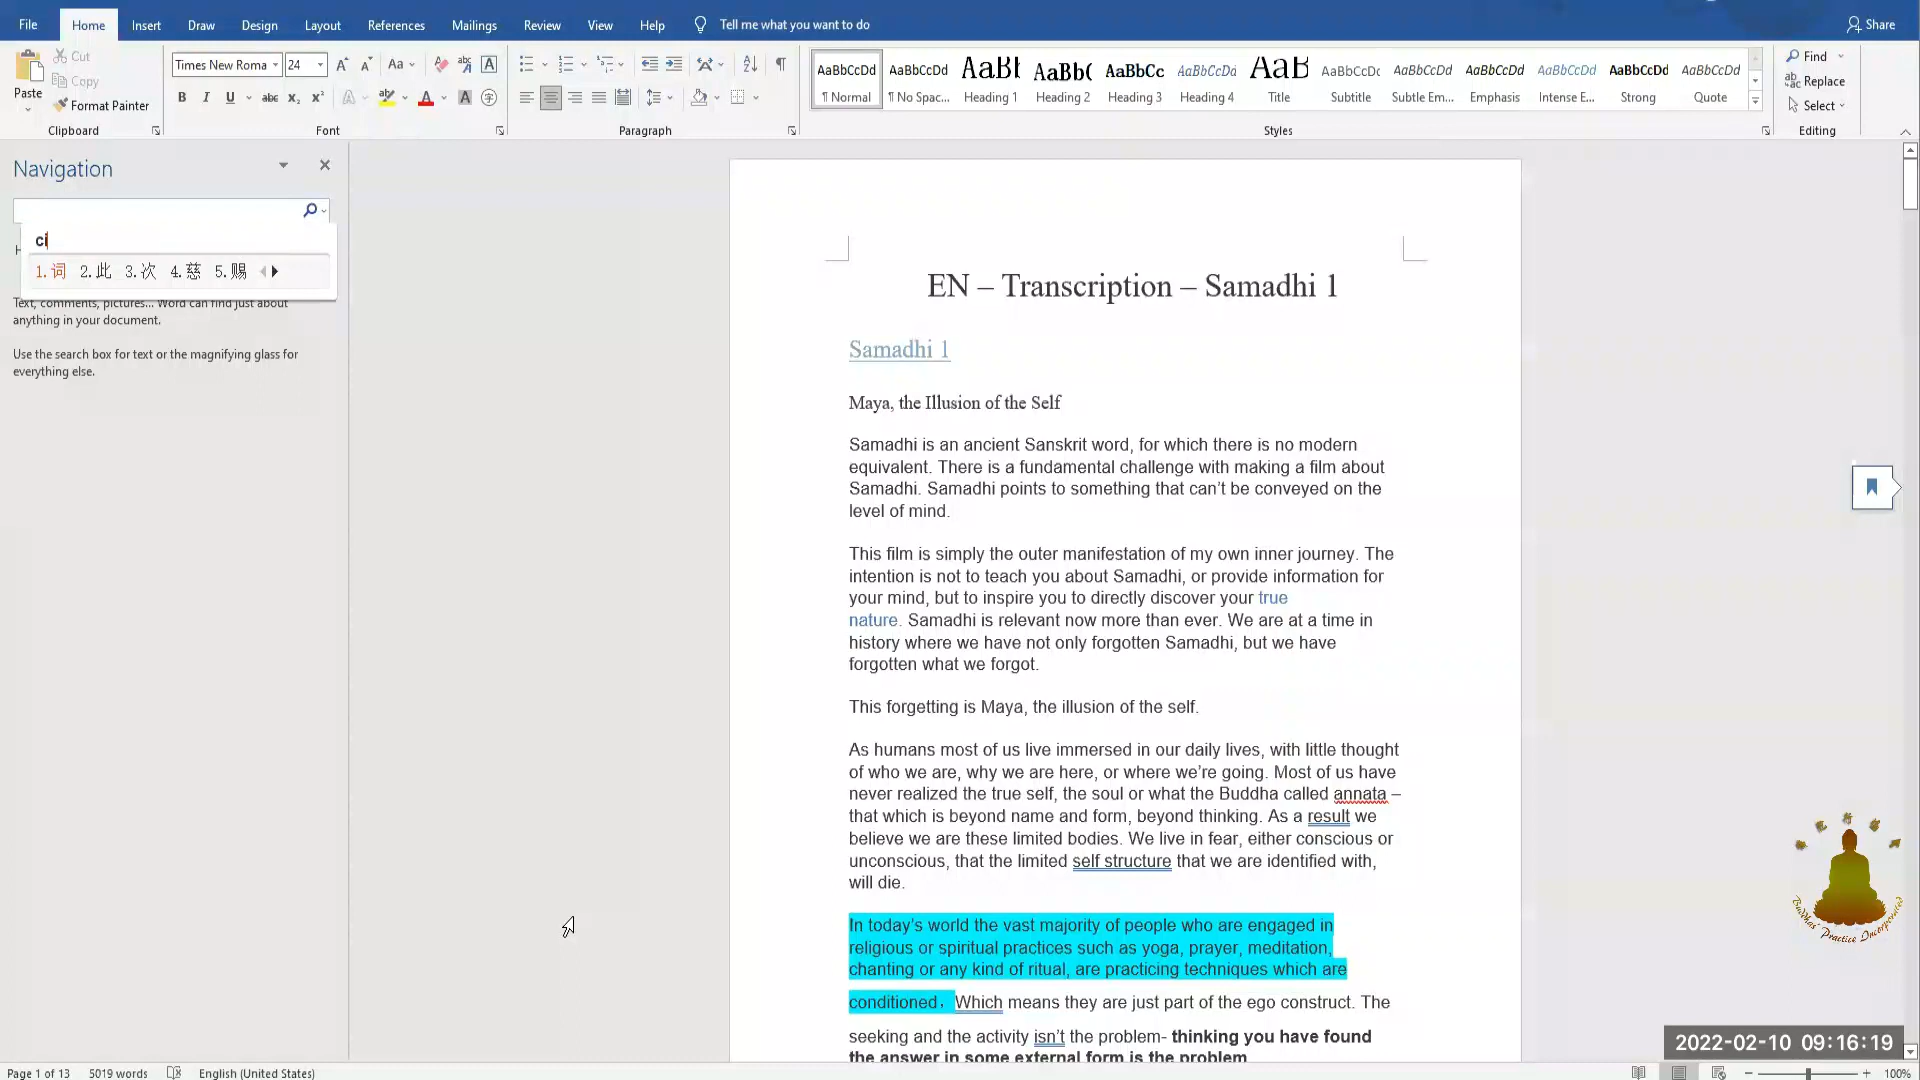 File Home Insert Draw Design Layout References Mailings Review View Help Tell me what you want to do Share
Paste Cut Copy Format Painter
Times New Roma 24
AaBbCcDd AaBbCcDd AaBb( AaBbCc AaBbCcDd AaB AaBbCcDd AaBbCcDd AaBbCcDd AaBbCcDd AaBbCcDd
¶ Normal ¶ No Spac... Heading 1 Heading 2 Heading 3 Heading 4 Title Subtitle Subtle Em... Emphasis Intense E... Strong Quote
Find
Replace
Select
Clipboard Font Paragraph Styles Editing
Navigation
ci
1.词 2.此 3.次 4.慈 5.赐
Text, comments, pictures... Word can find just about
anything in your document.
Use the search box for text or the magnifying glass for
everything else.
EN – Transcription – Samadhi 1
Samadhi 1
Maya, the Illusion of the Self
Samadhi is an ancient Sanskrit word, for which there is no modern
equivalent. There is a fundamental challenge with making a film about
Samadhi. Samadhi points to something that can’t be conveyed on the
level of mind.
This film is simply the outer manifestation of my own inner journey. The
intention is not to teach you about Samadhi, or provide information for
your mind, but to inspire you to directly discover your true
nature. Samadhi is relevant now more than ever. We are at a time in
history where we have not only forgotten Samadhi, but we have
forgotten what we forgot.
This forgetting is Maya, the illusion of the self.
As humans most of us live immersed in our daily lives, with little thought
of who we are, why we are here, or where we’re going. Most of us have
never realized the true self, the soul or what the Buddha called annata –
that which is beyond name and form, beyond thinking. As a result we
believe we are these limited bodies. We live in fear, either conscious or
unconscious, that the limited self structure that we are identified with,
will die.
In today’s world the vast majority of people who are engaged in
religious or spiritual practices such as yoga, prayer, meditation,
chanting or any kind of ritual, are practicing techniques which are
conditioned，Which means they are just part of the ego construct. The
seeking and the activity isn’t the problem- thinking you have found
the answer in some external form is the problem
Buddhas' Practice Incorporated
2022-02-10 09:16:19
Page 1 of 13 5019 words English (United States) 100%